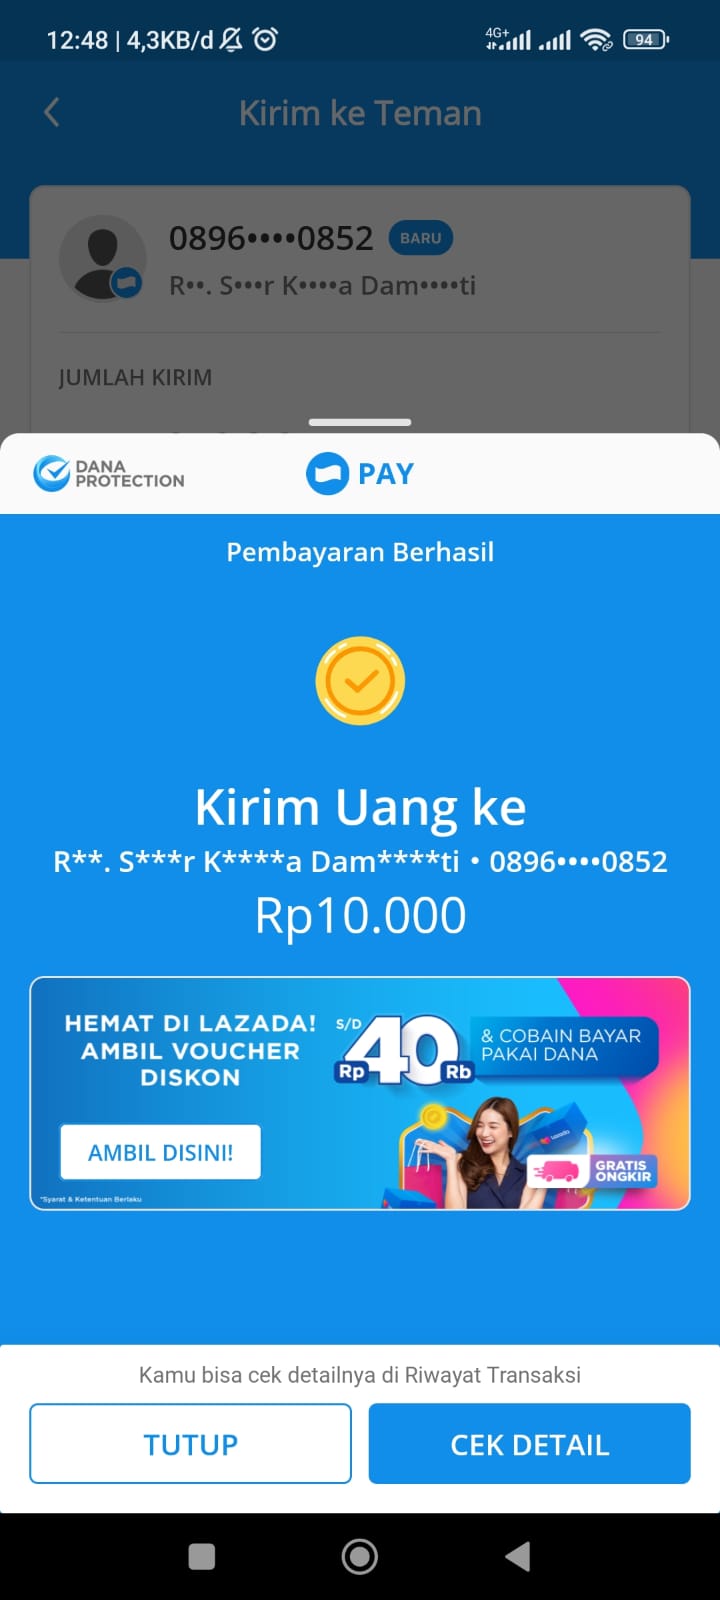 12:48 | 4,3KB/d
4G+
94
Kirim ke Teman
0896••••0852
BARU
R••. S•••r K••••a Dam••••ti
JUMLAH KIRIM
DANA
PROTECTION
PAY
Pembayaran Berhasil
Kirim Uang ke
R**. S***r K****a Dam****ti • 0896••••0852
Rp10.000
HEMAT DI LAZADA!
AMBIL VOUCHER
DISKON
S/D
Rp 40 Rb
& COBAIN BAYAR
PAKAI DANA
AMBIL DISINI!
Lazada
GRATIS
ONGKIR
*Syarat & Ketentuan Berlaku
Kamu bisa cek detailnya di Riwayat Transaksi
TUTUP
CEK DETAIL